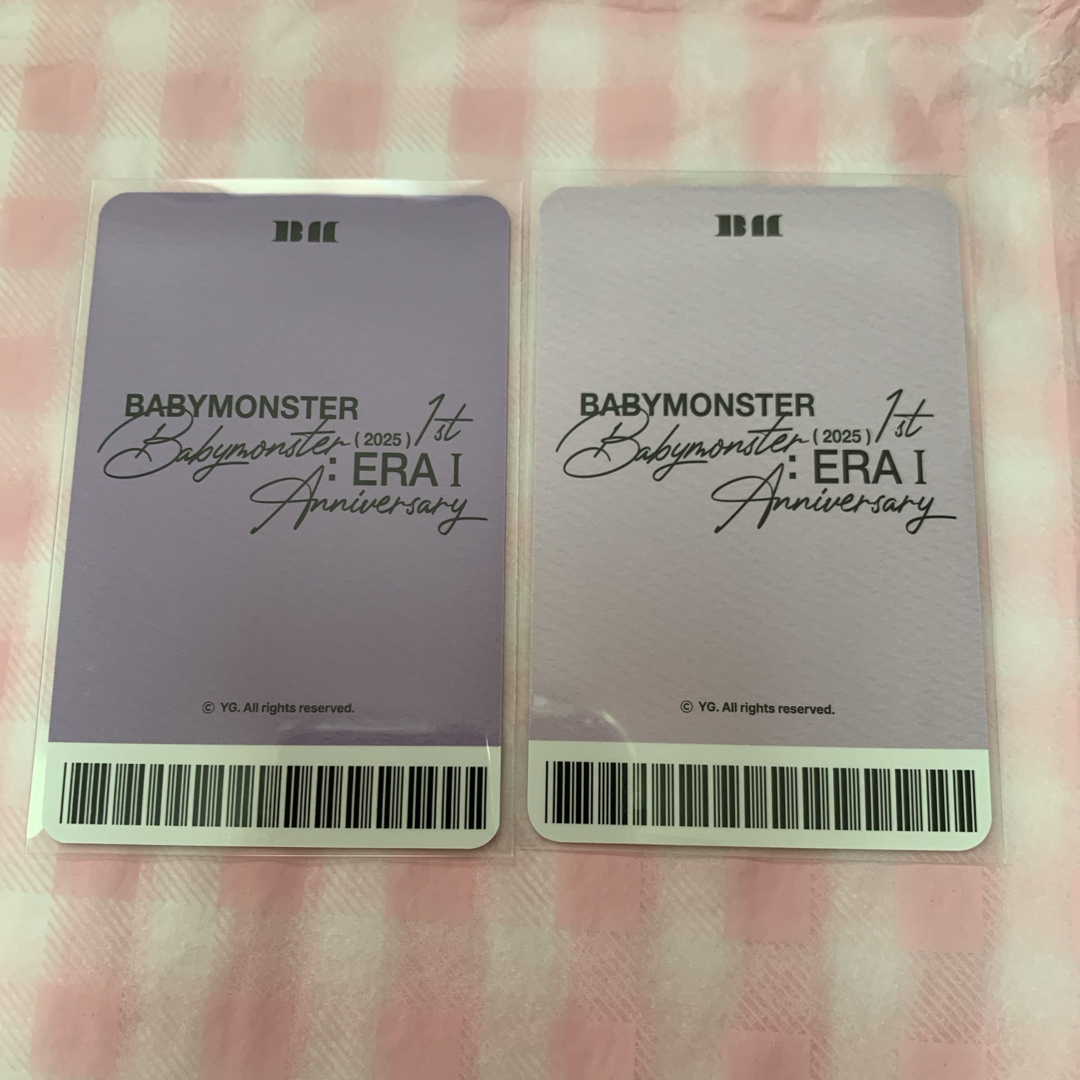 BM
BABYMONSTER
Babymonster (2025) 1st
: ERA I
Anniversary
© YG. All rights reserved.
BM
BABYMONSTER
Babymonster (2025) 1st
: ERA I
Anniversary
© YG. All rights reserved.